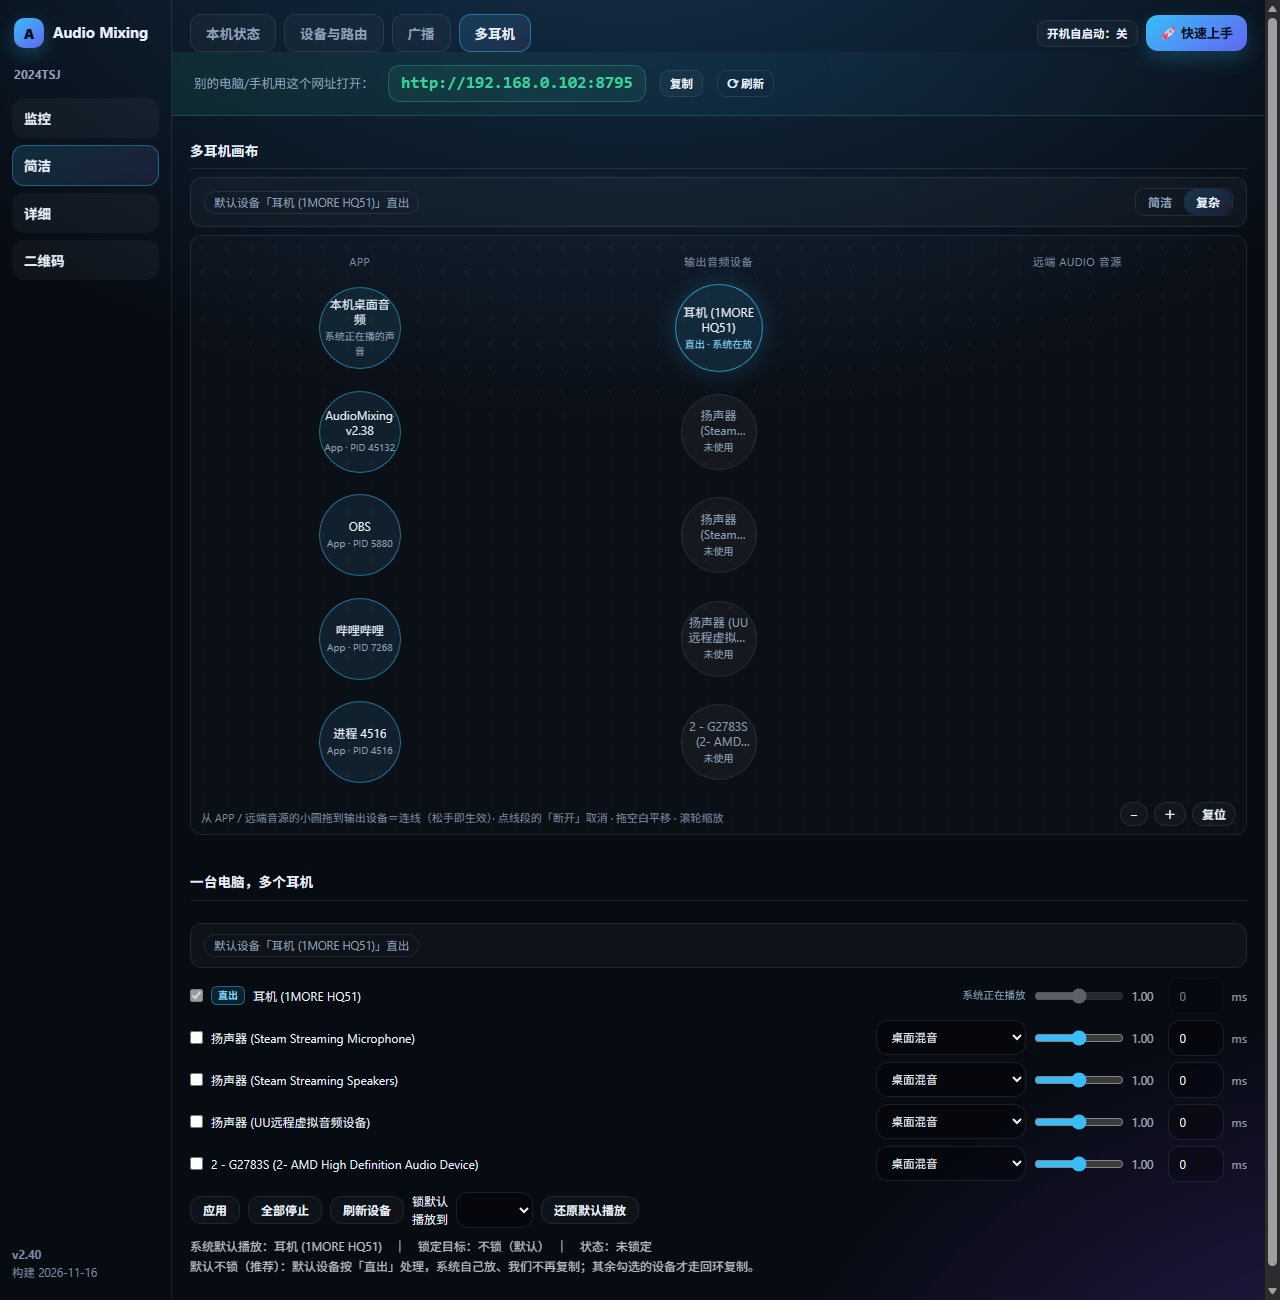 A Audio Mixing
2024TSJ
监控
简洁
详细
二维码
v2.40
构建 2026-11-16
本机状态 设备与路由 广播 多耳机
开机自启动：关 🚀 快速上手
别的电脑/手机用这个网址打开： http://192.168.0.102:8795 复制 ⟳ 刷新
多耳机画布
默认设备「耳机 (1MORE HQ51)」直出 简洁 复杂
APP 输出音频设备 远端 AUDIO 音源
本机桌面音
频
系统正在播的声
音
耳机 (1MORE
HQ51)
直出 · 系统在放
AudioMixing
v2.38
App · PID 45132
扬声器
(Steam...
未使用
OBS
App · PID 5880
扬声器
(Steam...
未使用
哔哩哔哩
App · PID 7268
扬声器 (UU
远程虚拟...
未使用
进程 4516
App · PID 4516
2 - G2783S
(2- AMD...
未使用
从 APP / 远端音源的小圆拖到输出设备＝连线（松手即生效）· 点线段的「断开」取消 · 拖空白平移 · 滚轮缩放
− + 复位
一台电脑，多个耳机
默认设备「耳机 (1MORE HQ51)」直出
直出 耳机 (1MORE HQ51) 系统正在播放 1.00 0 ms
扬声器 (Steam Streaming Microphone) 桌面混音 1.00 0 ms
扬声器 (Steam Streaming Speakers) 桌面混音 1.00 0 ms
扬声器 (UU远程虚拟音频设备) 桌面混音 1.00 0 ms
2 - G2783S (2- AMD High Definition Audio Device) 桌面混音 1.00 0 ms
应用 全部停止 刷新设备 锁默认
播放到 还原默认播放
系统默认播放：耳机 (1MORE HQ51) ｜ 锁定目标：不锁（默认） ｜ 状态：未锁定
默认不锁（推荐）：默认设备按「直出」处理，系统自己放、我们不再复制；其余勾选的设备才走回环复制。